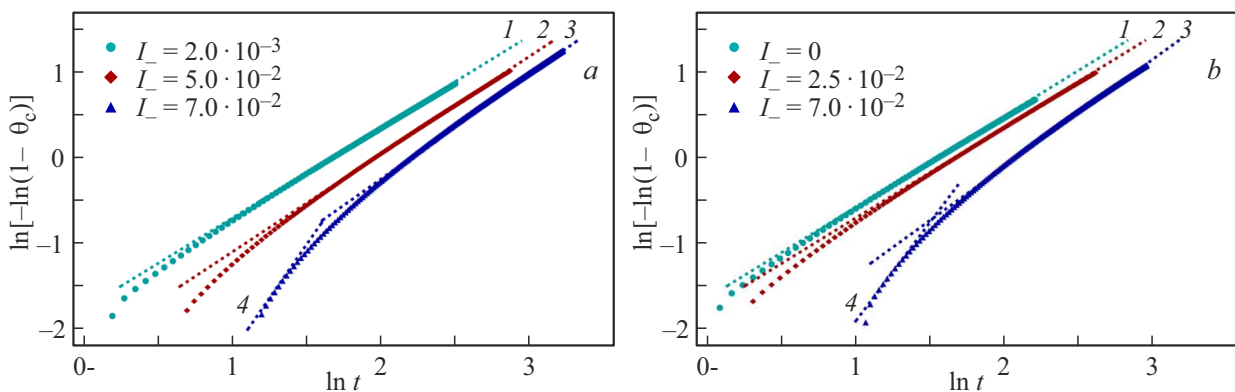 1 2 3
a
I_ = 2.0 · 10⁻³
I_ = 5.0 · 10⁻²
I_ = 7.0 · 10⁻²
1
0
−1
−2
ln[−ln(1− θc)]
4
0- 1 2 3
ln t
1 2 3
b
I_ = 0
I_ = 2.5 · 10⁻²
I_ = 7.0 · 10⁻²
1
0
−1
−2
ln[−ln(1− θc)]
4
0- 1 2 3
ln t